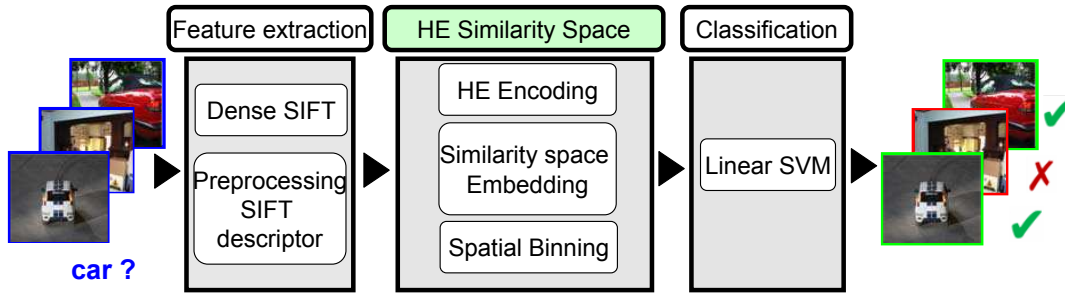 Feature extraction
HE Similarity Space
Classification
Dense SIFT
Preprocessing
SIFT
descriptor
HE Encoding
Similarity space
Embedding
Spatial Binning
Linear SVM
car ?